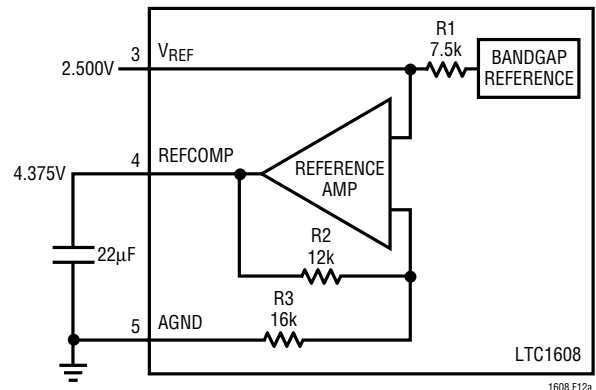 R1
7.5k
3
VREF
2.500V
BANDGAP
REFERENCE
4
REFCOMP
4.375V
REFERENCE
AMP
R2
12k
22µF
R3
16k
5
AGND
LTC1608
1608 F12a